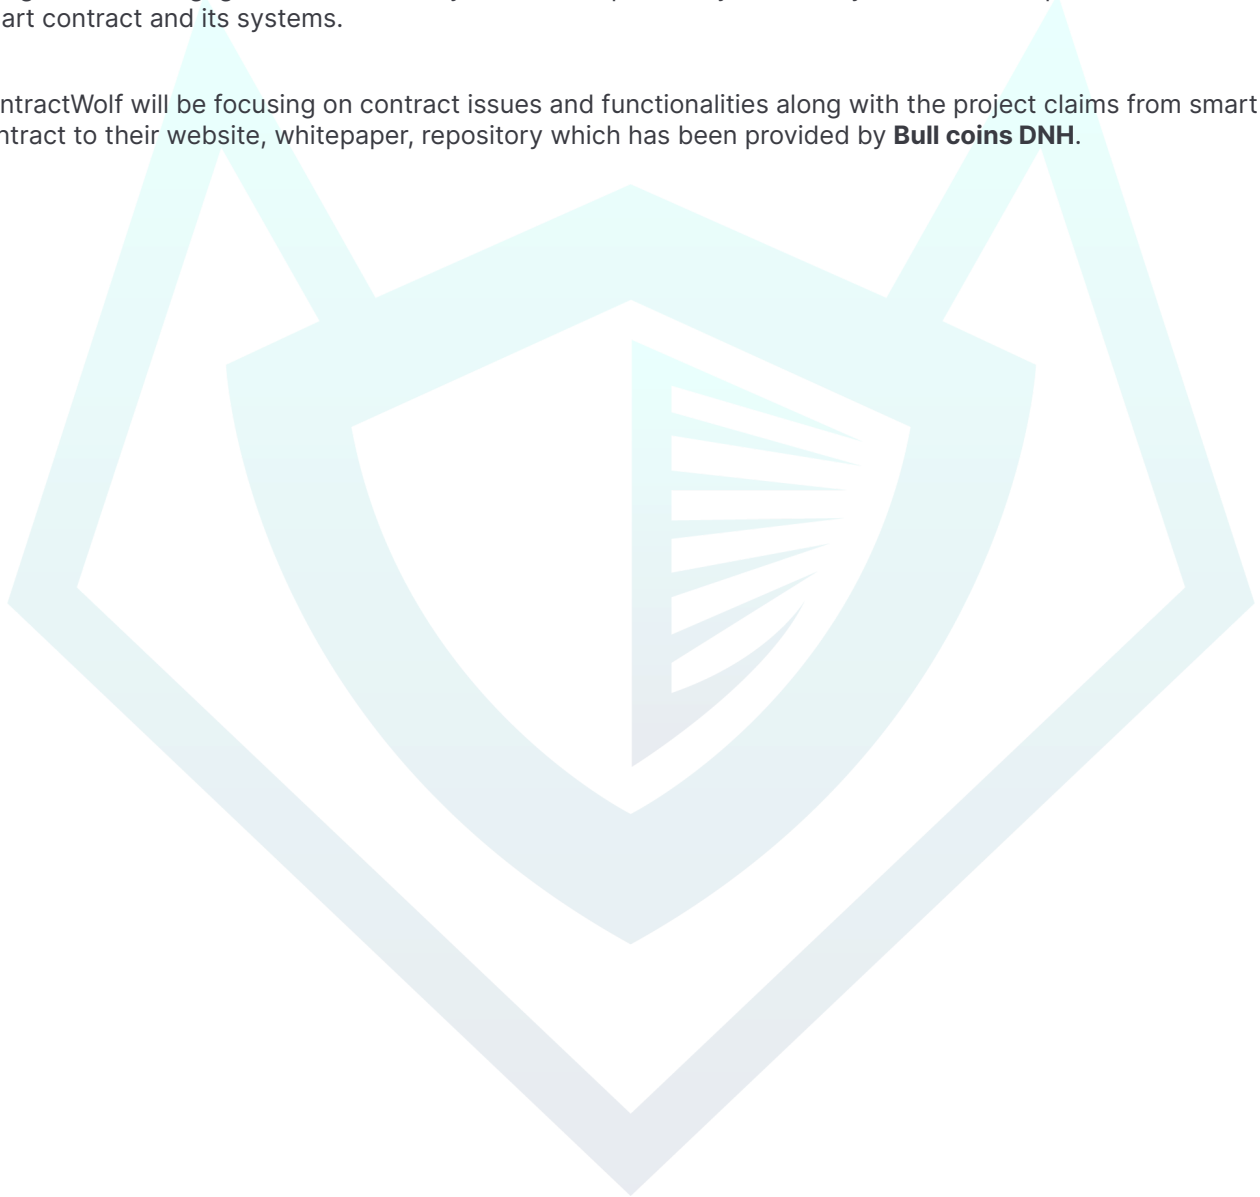 art contract and its systems.
ntractWolf will be focusing on contract issues and functionalities along with the project claims from smart
ntract to their website, whitepaper, repository which has been provided by Bull coins DNH.